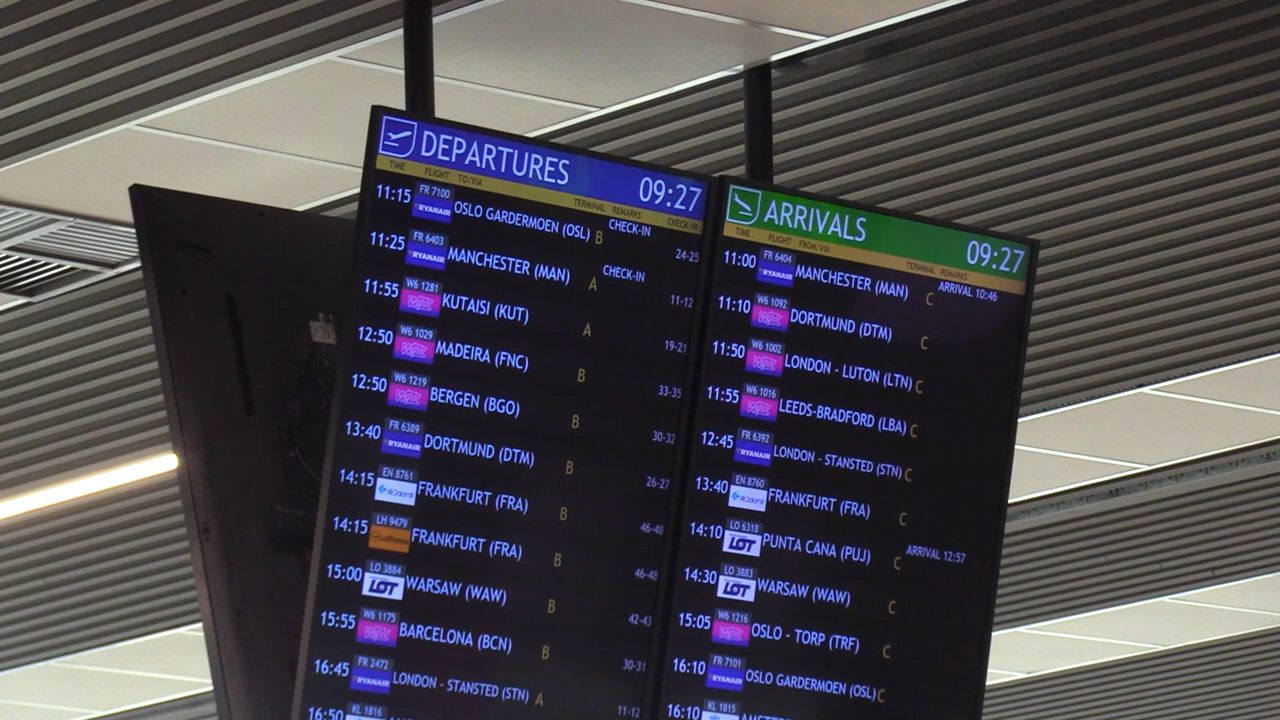 DEPARTURES 09:27
TIME FLIGHT TO/VIA TERMINAL REMARKS CHECK-IN
11:15 FR 7100 RYANAIR OSLO GARDERMOEN (OSL) B CHECK-IN 24-25
11:25 FR 6403 RYANAIR MANCHESTER (MAN) A CHECK-IN 11-12
11:55 W6 1281 KUTAISI (KUT) A 19-21
12:50 W6 1029 MADEIRA (FNC) B 33-35
12:50 W6 1219 BERGEN (BGO) B 30-32
13:40 FR 6389 RYANAIR DORTMUND (DTM) B 26-27
14:15 EN 8761 FRANKFURT (FRA) B 46-48
14:15 LH 9479 Lufthansa FRANKFURT (FRA) B 46-48
15:00 LO 3884 LOT WARSAW (WAW) B 42-43
15:55 W6 1175 BARCELONA (BCN) B 30-31
16:45 FR 2472 RYANAIR LONDON - STANSTED (STN) A 11-12
16:50 KL 1816
ARRIVALS 09:27
TIME FLIGHT FROM/VIA TERMINAL REMARKS
11:00 FR 6404 RYANAIR MANCHESTER (MAN) C ARRIVAL 10:46
11:10 W6 1092 DORTMUND (DTM) C
11:50 W6 1002 LONDON - LUTON (LTN) C
11:55 W6 1016 LEEDS-BRADFORD (LBA) C
12:45 FR 6392 RYANAIR LONDON - STANSTED (STN) C
13:40 EN 8760 FRANKFURT (FRA) C
14:10 LO 6318 LOT PUNTA CANA (PUJ) C ARRIVAL 12:57
14:30 LO 3883 LOT WARSAW (WAW) C
15:05 W6 1216 OSLO - TORP (TRF) C
16:10 FR 7101 RYANAIR OSLO GARDERMOEN (OSL) C
16:10 KL 1815